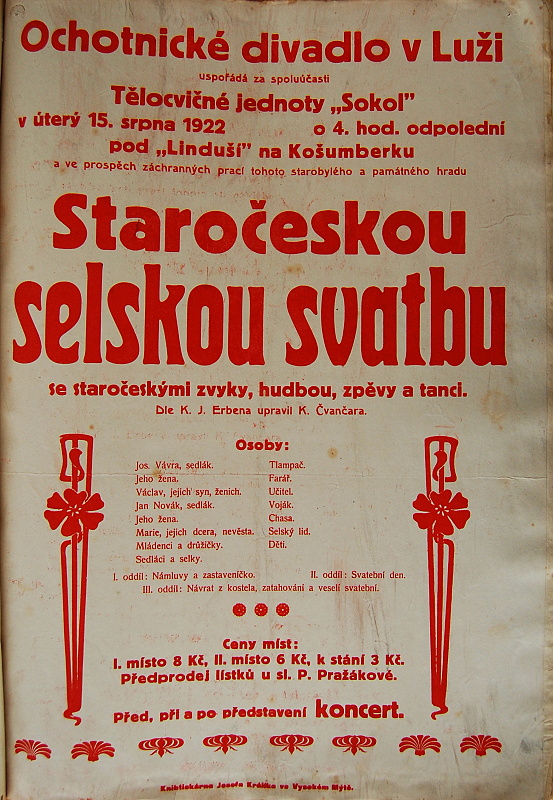 Ochotnické divadlo v Luži
uspořádá za spoluúčasti
Tělocvičné jednoty „Sokol"
v úterý 15. srpna 1922 o 4. hod. odpolední
pod „Linduší" na Košumberku
a ve prospěch záchranných prací tohoto starobylého a památného hradu
Staročeskou
selskou svatbu
se staročeskými zvyky, hudbou, zpěvy a tanci.
Dle K. J. Erbena upravil K. Čvančara.
Osoby:
Jos. Vávra, sedlák.
Jeho žena.
Václav, jejich syn, ženich.
Jan Novák, sedlák.
Jeho žena.
Marie, jejich dcera, nevěsta.
Mládenci a družičky.
Sedláci a selky.
Tlampač.
Farář.
Učitel.
Voják.
Chasa.
Selský lid.
Děti.
I. oddíl: Námluvy a zastaveníčko. II. oddíl: Svatební den.
III. oddíl: Návrat z kostela, zatahování a veselí svatební.
Ceny míst:
I. místo 8 Kč, II. místo 6 Kč, k stání 3 Kč.
Předprodej lístků u sl. P. Pražákové.
Před, při a po představení koncert.
Knihtiskárna Josefa Králíka ve Vysokém Mýtě.